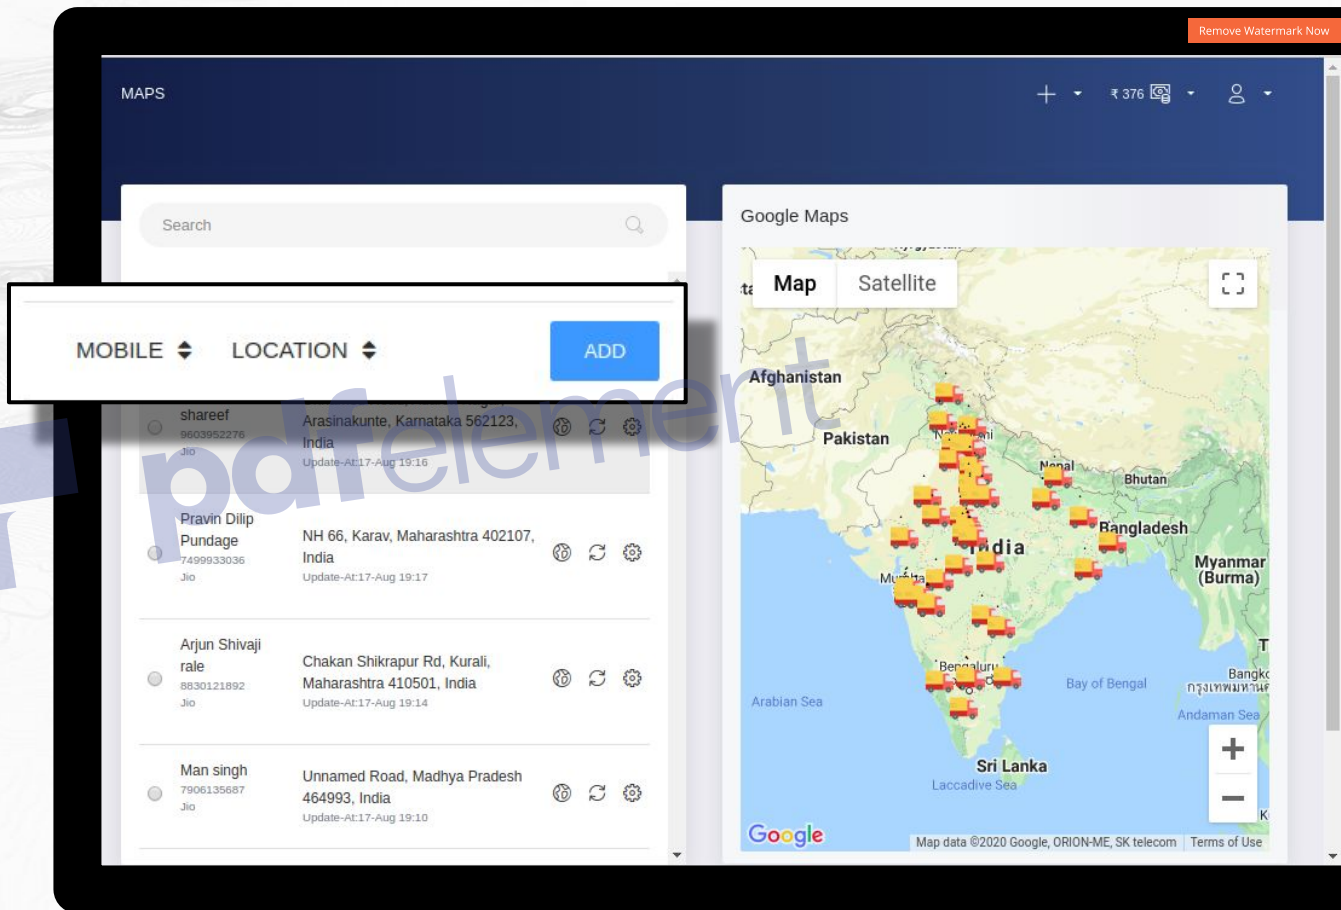 Remove Watermark Now
MAPS
₹ 376
Search
MOBILE LOCATION ADD
shareef
9603952276
Jio
Arasinakunte, Karnataka 562123,
India
Update-At:17-Aug 19:16
Pravin Dilip
Pundage
7499933036
Jio
NH 66, Karav, Maharashtra 402107,
India
Update-At:17-Aug 19:17
Arjun Shivaji
rale
8830121892
Jio
Chakan Shikrapur Rd, Kurali,
Maharashtra 410501, India
Update-At:17-Aug 19:14
Man singh
7906135687
Jio
Unnamed Road, Madhya Pradesh
464993, India
Update-At:17-Aug 19:10
Google Maps
Map Satellite
Afghanistan
Pakistan
Nepal
Bhutan
Bangladesh
India
Myanmar
(Burma)
Mumbai
Bengaluru
Bay of Bengal
Arabian Sea
Andaman Sea
Sri Lanka
Laccadive Sea
Google
Map data ©2020 Google, ORION-ME, SK telecom Terms of Use
pdfelement